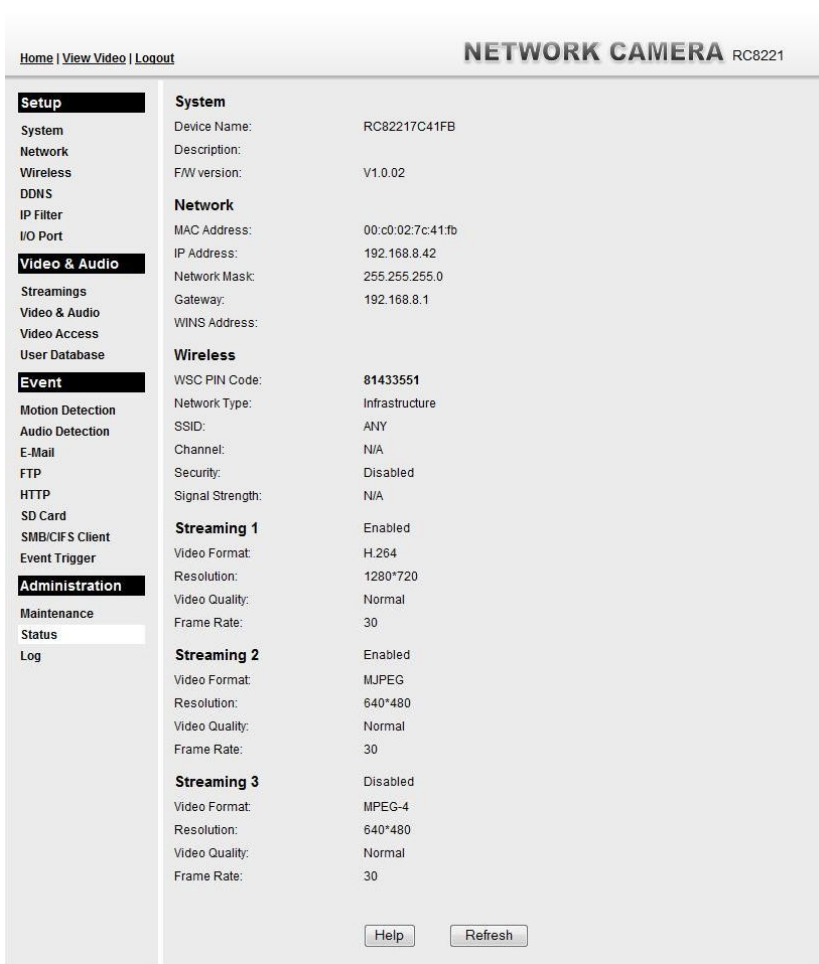 Home | View Video | Logout
NETWORK CAMERA RC8221
Setup
System
Network
Wireless
DDNS
IP Filter
I/O Port
Video & Audio
Streamings
Video & Audio
Video Access
User Database
Event
Motion Detection
Audio Detection
E-Mail
FTP
HTTP
SD Card
SMB/CIFS Client
Event Trigger
Administration
Maintenance
Status
Log
System
Device Name: RC82217C41FB
Description:
F/W version: V1.0.02
Network
MAC Address: 00:c0:02:7c:41:fb
IP Address: 192.168.8.42
Network Mask: 255.255.255.0
Gateway: 192.168.8.1
WINS Address:
Wireless
WSC PIN Code: 81433551
Network Type: Infrastructure
SSID: ANY
Channel: N/A
Security: Disabled
Signal Strength: N/A
Streaming 1 Enabled
Video Format: H.264
Resolution: 1280*720
Video Quality: Normal
Frame Rate: 30
Streaming 2 Enabled
Video Format: MJPEG
Resolution: 640*480
Video Quality: Normal
Frame Rate: 30
Streaming 3 Disabled
Video Format: MPEG-4
Resolution: 640*480
Video Quality: Normal
Frame Rate: 30
Help Refresh